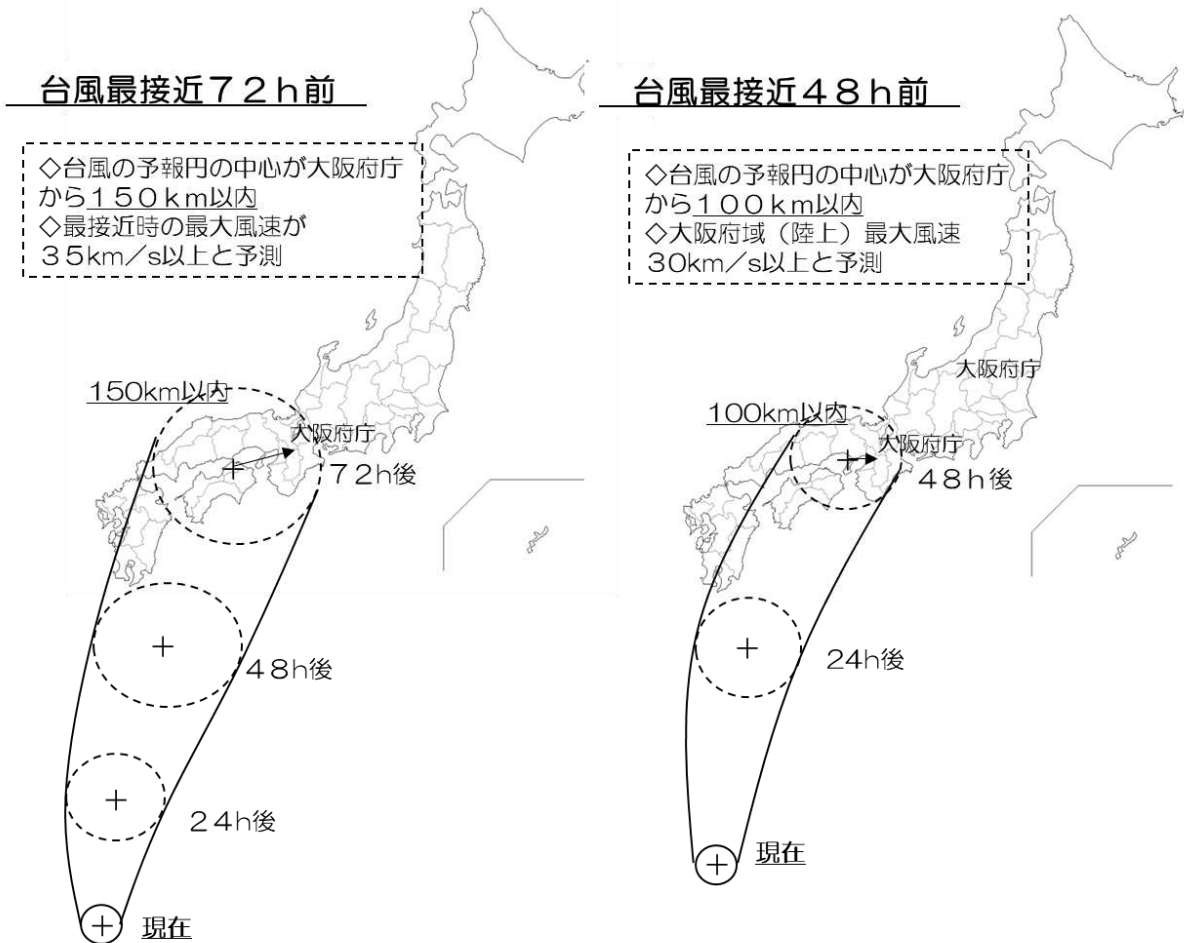 台風最接近72h前
◇台風の予報円の中心が大阪府庁
から150km以内
◇最接近時の最大風速が
35km/s以上と予測
150km以内
大阪府庁
72h後
48h後
24h後
現在
台風最接近48h前
◇台風の予報円の中心が大阪府庁
から100km以内
◇大阪府域（陸上）最大風速
30km/s以上と予測
大阪府庁
100km以内
大阪府庁
48h後
24h後
現在